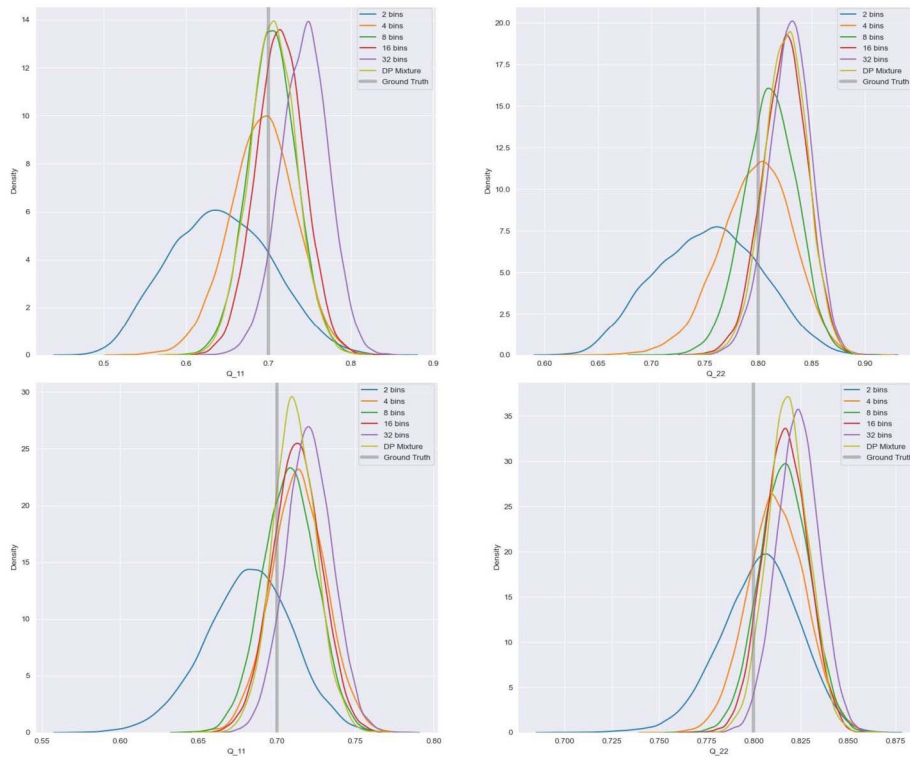 14
12
10
8
6
4
2
0
Density
0.5
0.6
0.7
0.8
0.9
Q_11
2 bins
4 bins
8 bins
16 bins
32 bins
DP Mixture
Ground Truth
20.0
17.5
15.0
12.5
10.0
7.5
5.0
2.5
0.0
Density
0.60
0.65
0.70
0.75
0.80
0.85
0.90
Q_22
2 bins
4 bins
8 bins
16 bins
32 bins
DP Mixture
Ground Truth
30
25
20
15
10
5
0
Density
0.55
0.60
0.65
0.70
0.75
0.80
Q_11
2 bins
4 bins
8 bins
16 bins
32 bins
DP Mixture
Ground Truth
35
30
25
20
15
10
5
0
Density
0.700
0.725
0.750
0.775
0.800
0.825
0.850
0.875
Q_22
2 bins
4 bins
8 bins
16 bins
32 bins
DP Mixture
Ground Truth